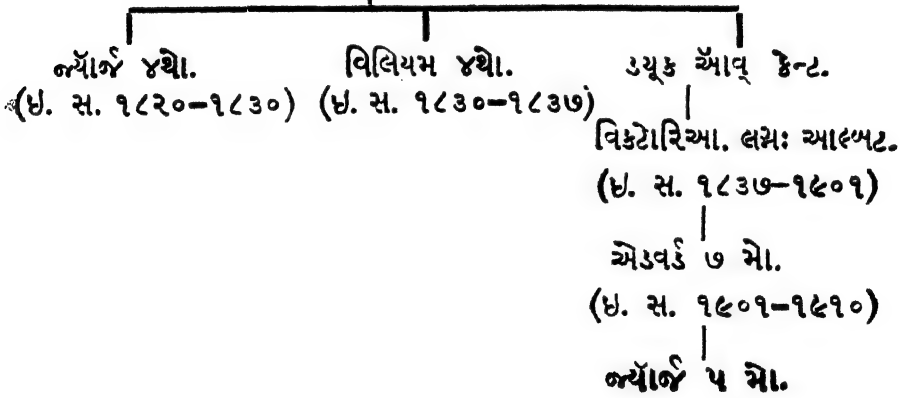 જ્યૉર્જ ૪થો. વિલિયમ ૪થો. ડયૂક ઑવ્ કેન્ટ.
(ઇ. સ. ૧૮૨૦–૧૮૩૦) (ઇ. સ. ૧૮૩૦–૧૮૩૭)
વિક્ટોરિઆ. લગ્નઃ આલ્બર્ટ.
(ઇ. સ. ૧૮૩૭–૧૯૦૧)
એડવર્ડ ૭ મો.
(ઇ. સ. ૧૯૦૧–૧૯૧૦)
જ્યૉર્જ ૫ મો.